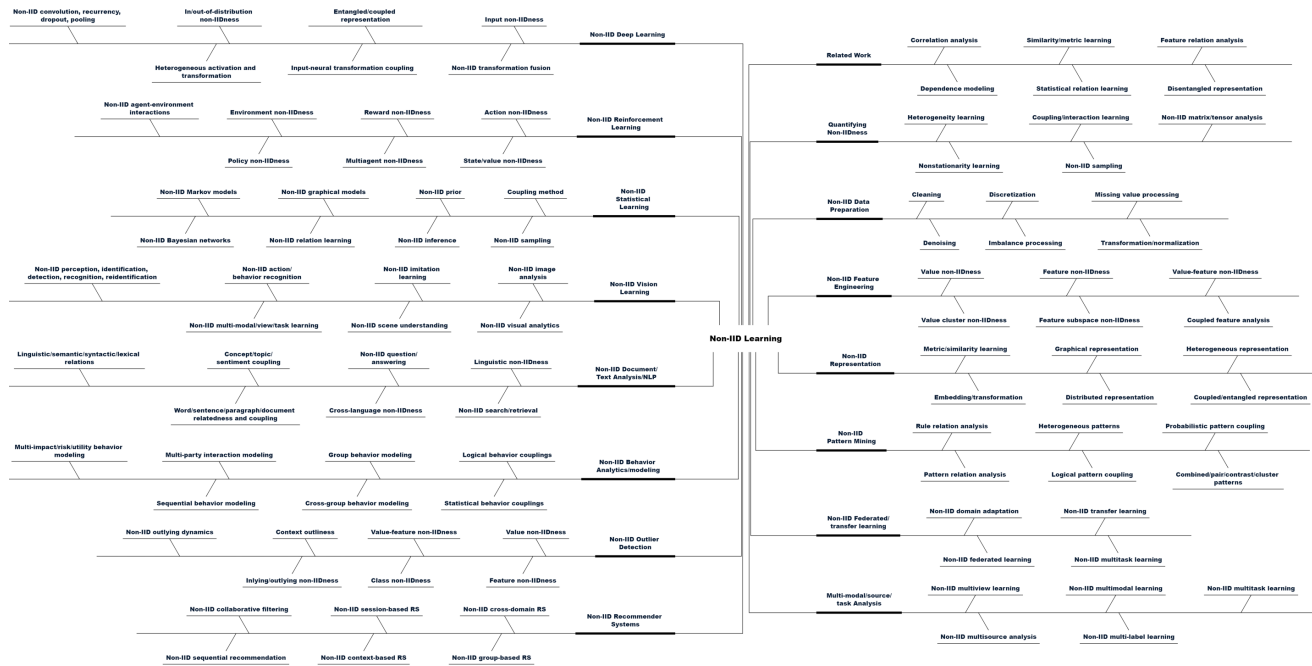 Non-IID Learning
Non-IID Deep Learning
Non-IID convolution, recurrency,
dropout, pooling
In/out-of-distribution
non-IIDness
Entangled/coupled
representation
Input non-IIDness
Heterogeneous activation and
transformation
Input-neural transformation coupling
Non-IID transformation fusion
Non-IID Reinforcement
Learning
Non-IID agent-environment
interactions
Environment non-IIDness
Reward non-IIDness
Action non-IIDness
Policy non-IIDness
Multiagent non-IIDness
State/value non-IIDness
Non-IID
Statistical
Learning
Non-IID Markov models
Non-IID graphical models
Non-IID prior
Coupling method
Non-IID Bayesian networks
Non-IID relation learning
Non-IID inference
Non-IID sampling
Non-IID Vision
Learning
Non-IID perception, identification,
detection, recognition, reidentification
Non-IID action/
behavior recognition
Non-IID imitation
learning
Non-IID image
analysis
Non-IID multi-modal/view/task learning
Non-IID scene understanding
Non-IID visual analytics
Non-IID Document/
Text Analysis/NLP
Linguistic/semantic/syntactic/lexical
relations
Concept/topic/
sentiment coupling
Non-IID question/
answering
Linguistic non-IIDness
Word/sentence/paragraph/document
relatedness and coupling
Cross-language non-IIDness
Non-IID search/retrieval
Non-IID Behavior
Analytics/modeling
Multi-impact/risk/utility behavior
modeling
Multi-party interaction modeling
Group behavior modeling
Logical behavior couplings
Sequential behavior modeling
Cross-group behavior modeling
Statistical behavior couplings
Non-IID Outlier
Detection
Non-IID outlying dynamics
Context outliness
Value-feature non-IIDness
Value non-IIDness
Inlying/outlying non-IIDness
Class non-IIDness
Feature non-IIDness
Non-IID Recommender
Systems
Non-IID collaborative filtering
Non-IID session-based RS
Non-IID cross-domain RS
Non-IID sequential recommendation
Non-IID context-based RS
Non-IID group-based RS
Related Work
Correlation analysis
Similarity/metric learning
Feature relation analysis
Dependence modeling
Statistical relation learning
Disentangled representation
Quantifying
Non-IIDness
Heterogeneity learning
Coupling/interaction learning
Non-IID matrix/tensor analysis
Nonstationarity learning
Non-IID sampling
Non-IID Data
Preparation
Cleaning
Discretization
Missing value processing
Denoising
Imbalance processing
Transformation/normalization
Non-IID Feature
Engineering
Value non-IIDness
Feature non-IIDness
Value-feature non-IIDness
Value cluster non-IIDness
Feature subspace non-IIDness
Coupled feature analysis
Non-IID
Representation
Metric/similarity learning
Graphical representation
Heterogeneous representation
Embedding/transformation
Distributed representation
Coupled/entangled representation
Non-IID
Pattern Mining
Rule relation analysis
Heterogeneous patterns
Probabilistic pattern coupling
Pattern relation analysis
Logical pattern coupling
Combined/pair/contrast/cluster
patterns
Non-IID Federated/
transfer learning
Non-IID domain adaptation
Non-IID transfer learning
Non-IID federated learning
Non-IID multitask learning
Multi-modal/source/
task Analysis
Non-IID multiview learning
Non-IID multimodal learning
Non-IID multitask learning
Non-IID multisource analysis
Non-IID multi-label learning